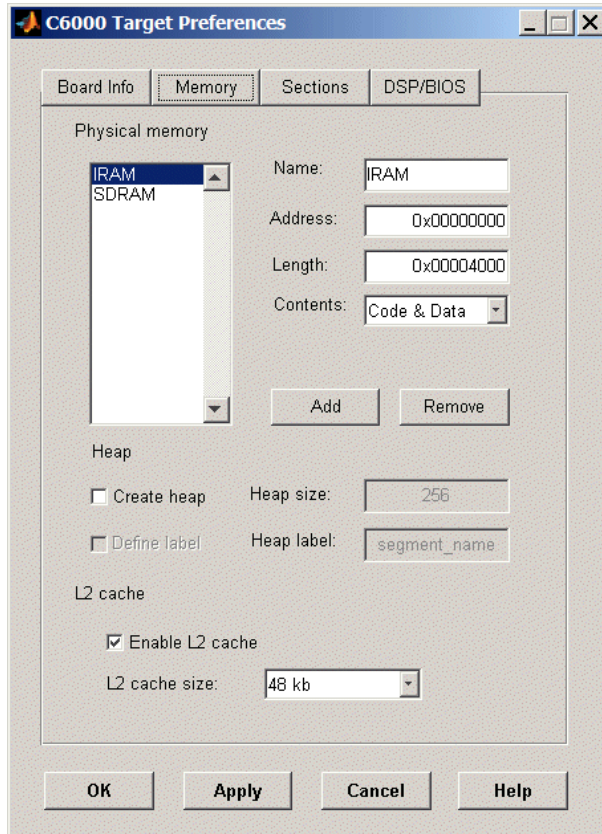 C6000 Target Preferences
Board Info Memory Sections DSP/BIOS
Physical memory
IRAM
SDRAM
Name: IRAM
Address: 0x00000000
Length: 0x00004000
Contents: Code & Data
Add Remove
Heap
Create heap Heap size: 256
Define label Heap label: segment_name
L2 cache
Enable L2 cache
L2 cache size: 48 kb
OK Apply Cancel Help